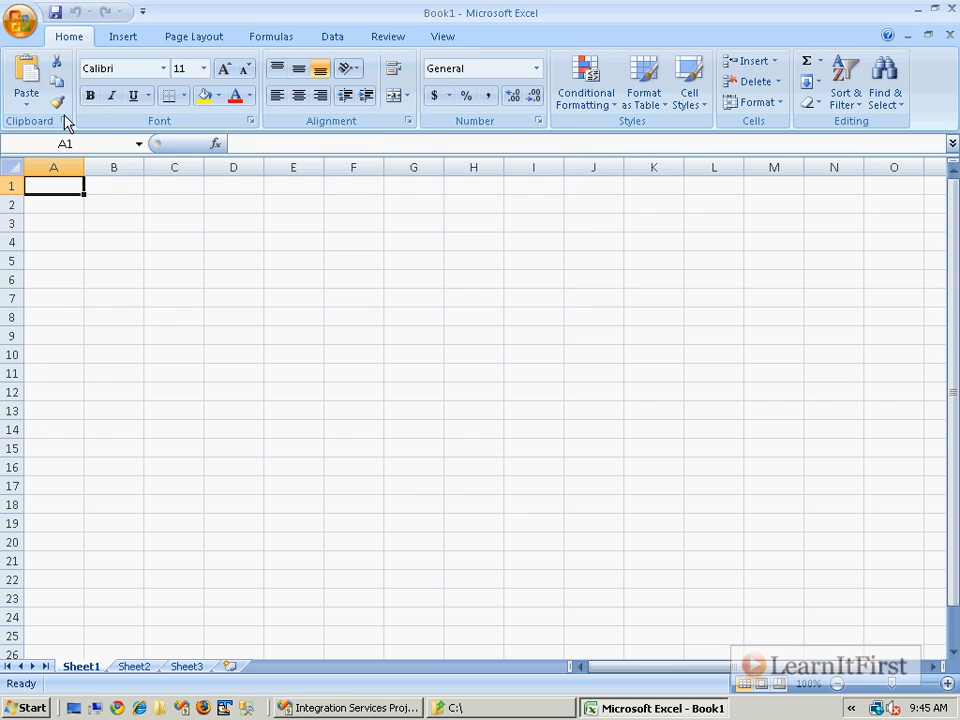 Book1 - Microsoft Excel
Home Insert Page Layout Formulas Data Review View
Paste
Calibri 11
B I U A
General
$ % ,
Conditional Formatting
Format as Table
Cell Styles
Insert
Delete
Format
Σ
Sort & Filter
Find & Select
Clipboard Font Alignment Number Styles Cells Editing
A1 fx
A B C D E F G H I J K L M N O
1
2
3
4
5
6
7
8
9
10
11
12
13
14
15
16
17
18
19
20
21
22
23
24
25
26
Sheet1 Sheet2 Sheet3
LearnItFirst
Ready 100%
Start Integration Services Proj... C:\ Microsoft Excel - Book1 « 9:45 AM